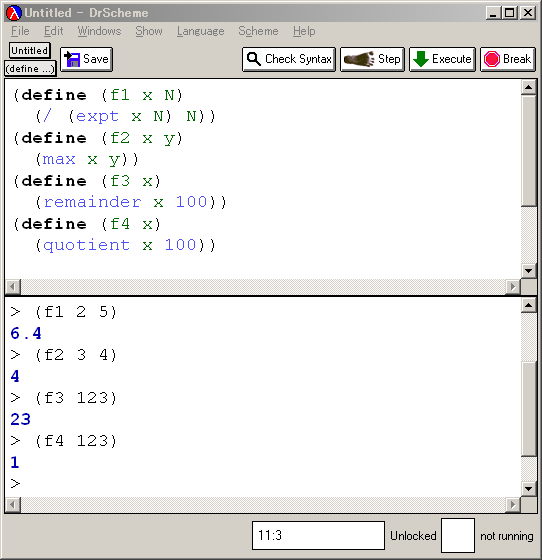 Untitled - DrScheme
File Edit Windows Show Language Scheme Help
Untitled
(define ...) Save Check Syntax Step Execute Break
(define (f1 x N)
  (/ (expt x N) N))
(define (f2 x y)
  (max x y))
(define (f3 x)
  (remainder x 100))
(define (f4 x)
  (quotient x 100))
> (f1 2 5)
6.4
> (f2 3 4)
4
> (f3 123)
23
> (f4 123)
1
>
11:3 Unlocked not running